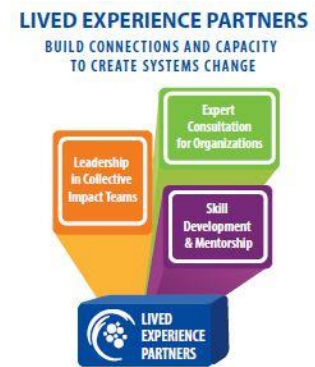 LIVED EXPERIENCE PARTNERS
BUILD CONNECTIONS AND CAPACITY
TO CREATE SYSTEMS CHANGE
Expert
Consultation
for Organizations
Leadership
in Collective
Impact Teams
Skill
Development
& Mentorship
LIVED
EXPERIENCE
PARTNERS